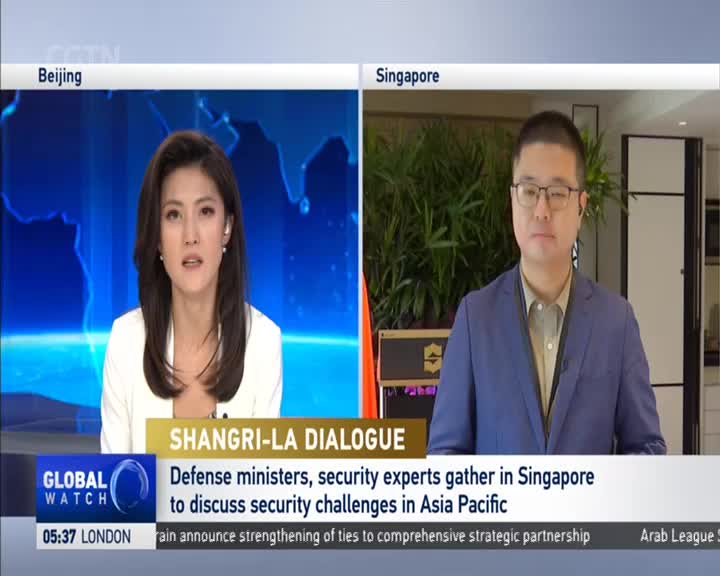 CGTN
Beijing
Singapore
SHANGRI-LA DIALOGUE
Defense ministers, security experts gather in Singapore
to discuss security challenges in Asia Pacific
GLOBAL
WATCH
05:37 LONDON
rain announce strengthening of ties to comprehensive strategic partnership Arab League S